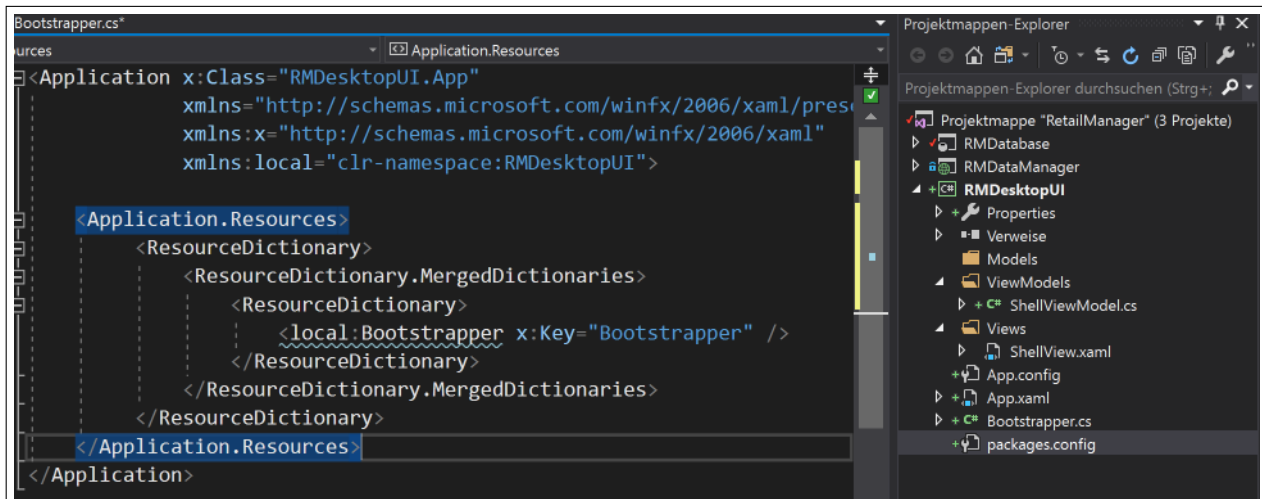 Bootstrapper.cs*
Projektmappen-Explorer
urces
Application.Resources
Projektmappen-Explorer durchsuchen (Strg+;
<Application x:Class="RMDesktopUI.App"
xmlns="http://schemas.microsoft.com/winfx/2006/xaml/prese
xmlns:x="http://schemas.microsoft.com/winfx/2006/xaml"
xmlns:local="clr-namespace:RMDesktopUI">
<Application.Resources>
<ResourceDictionary>
<ResourceDictionary.MergedDictionaries>
<ResourceDictionary>
<local:Bootstrapper x:Key="Bootstrapper" />
</ResourceDictionary>
</ResourceDictionary.MergedDictionaries>
</ResourceDictionary>
</Application.Resources>
</Application>
Projektmappe "RetailManager" (3 Projekte)
RMDatabase
RMDataManager
C# RMDesktopUI
Properties
Verweise
Models
ViewModels
C# ShellViewModel.cs
Views
ShellView.xaml
App.config
App.xaml
C# Bootstrapper.cs
packages.config